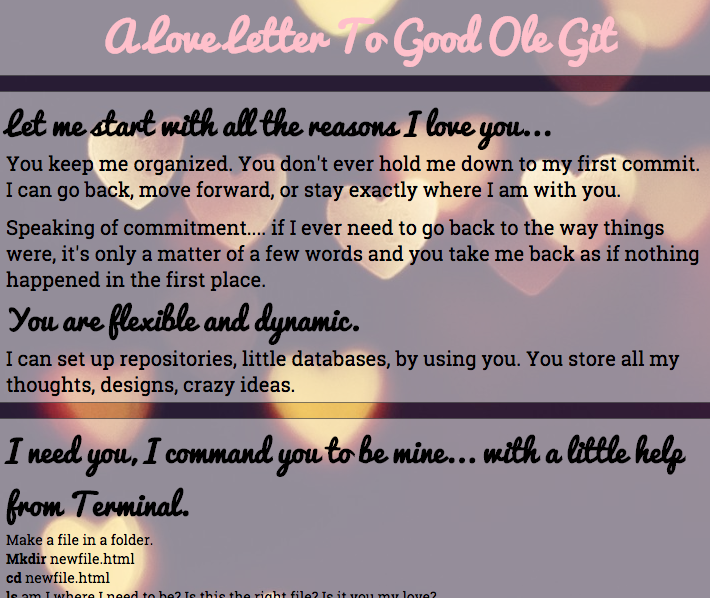 A Love Letter To Good Ole Git
Let me start with all the reasons I love you...
You keep me organized. You don't ever hold me down to my first commit.
I can go back, move forward, or stay exactly where I am with you.
Speaking of commitment.... if I ever need to go back to the way things
were, it's only a matter of a few words and you take me back as if nothing
happened in the first place.
You are flexible and dynamic.
I can set up repositories, little databases, by using you. You store all my
thoughts, designs, crazy ideas.
I need you, I command you to be mine... with a little help
from Terminal.
Make a file in a folder.
Mkdir newfile.html
cd newfile.html
ls am I where I need to be? Is this the right file? Is it you my love?